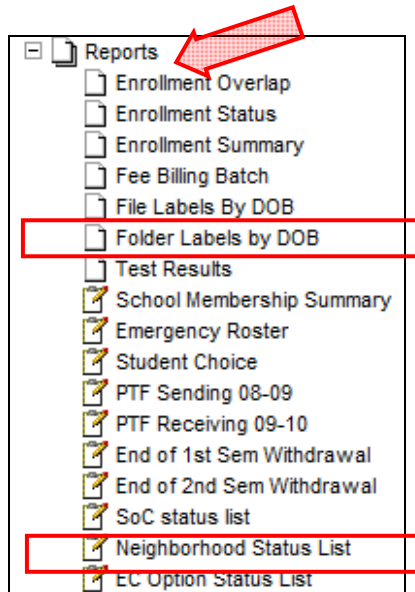 Reports
Enrollment Overlap
Enrollment Status
Enrollment Summary
Fee Billing Batch
File Labels By DOB
Folder Labels by DOB
Test Results
School Membership Summary
Emergency Roster
Student Choice
PTF Sending 08-09
PTF Receiving 09-10
End of 1st Sem Withdrawal
End of 2nd Sem Withdrawal
SoC status list
Neighborhood Status List
EC Option Status List